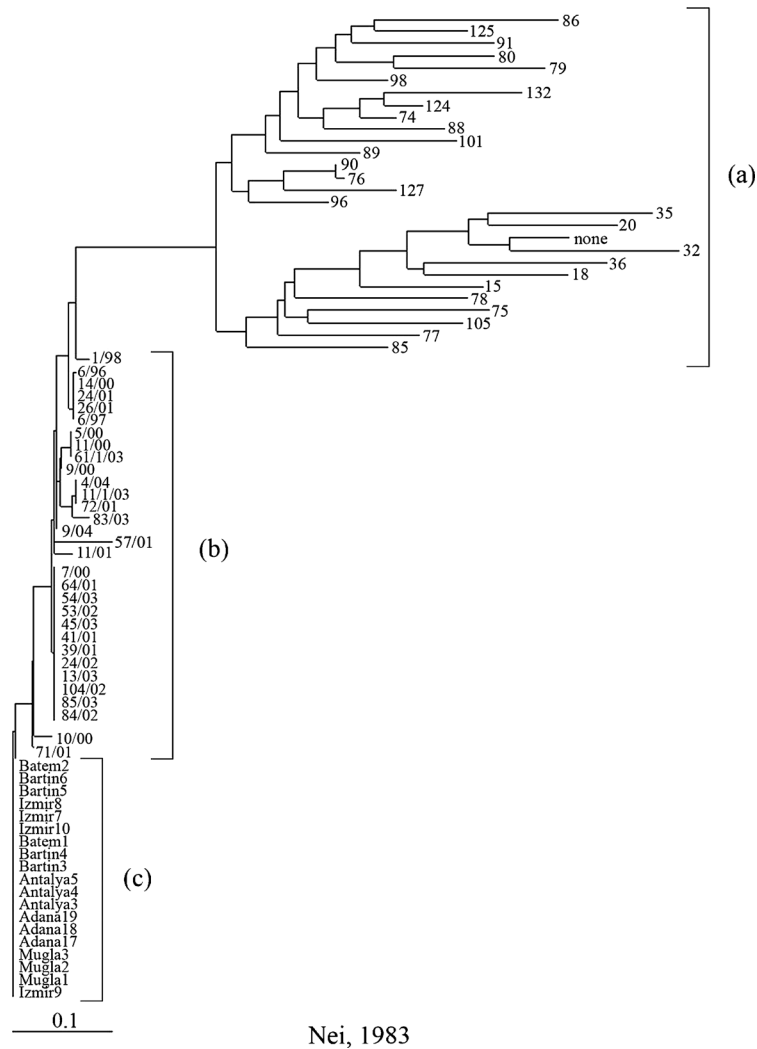 86
125
91
80
79
98
132
124
74
88
101
89
90
76
127
96
(a)
35
20
none
32
36
18
15
78
75
105
77
85
1/98
6/96
14/00
24/01
26/01
6/97
5/00
11/00
61/1/03
9/00
4/04
11/1/03
72/01
83/03
9/04
57/01
11/01
(b)
7/00
64/01
54/03
53/02
45/03
41/01
39/01
24/02
13/03
104/02
85/03
84/02
10/00
71/01
Batem2
Bartin6
Bartin5
Izmir8
Izmir7
Izmir10
Batem1
Bartin4
Bartin3
(c)
Antalya5
Antalya4
Antalya3
Adana19
Adana18
Adana17
Mugla3
Mugla2
Mugla1
Izmir9
0.1
Nei, 1983